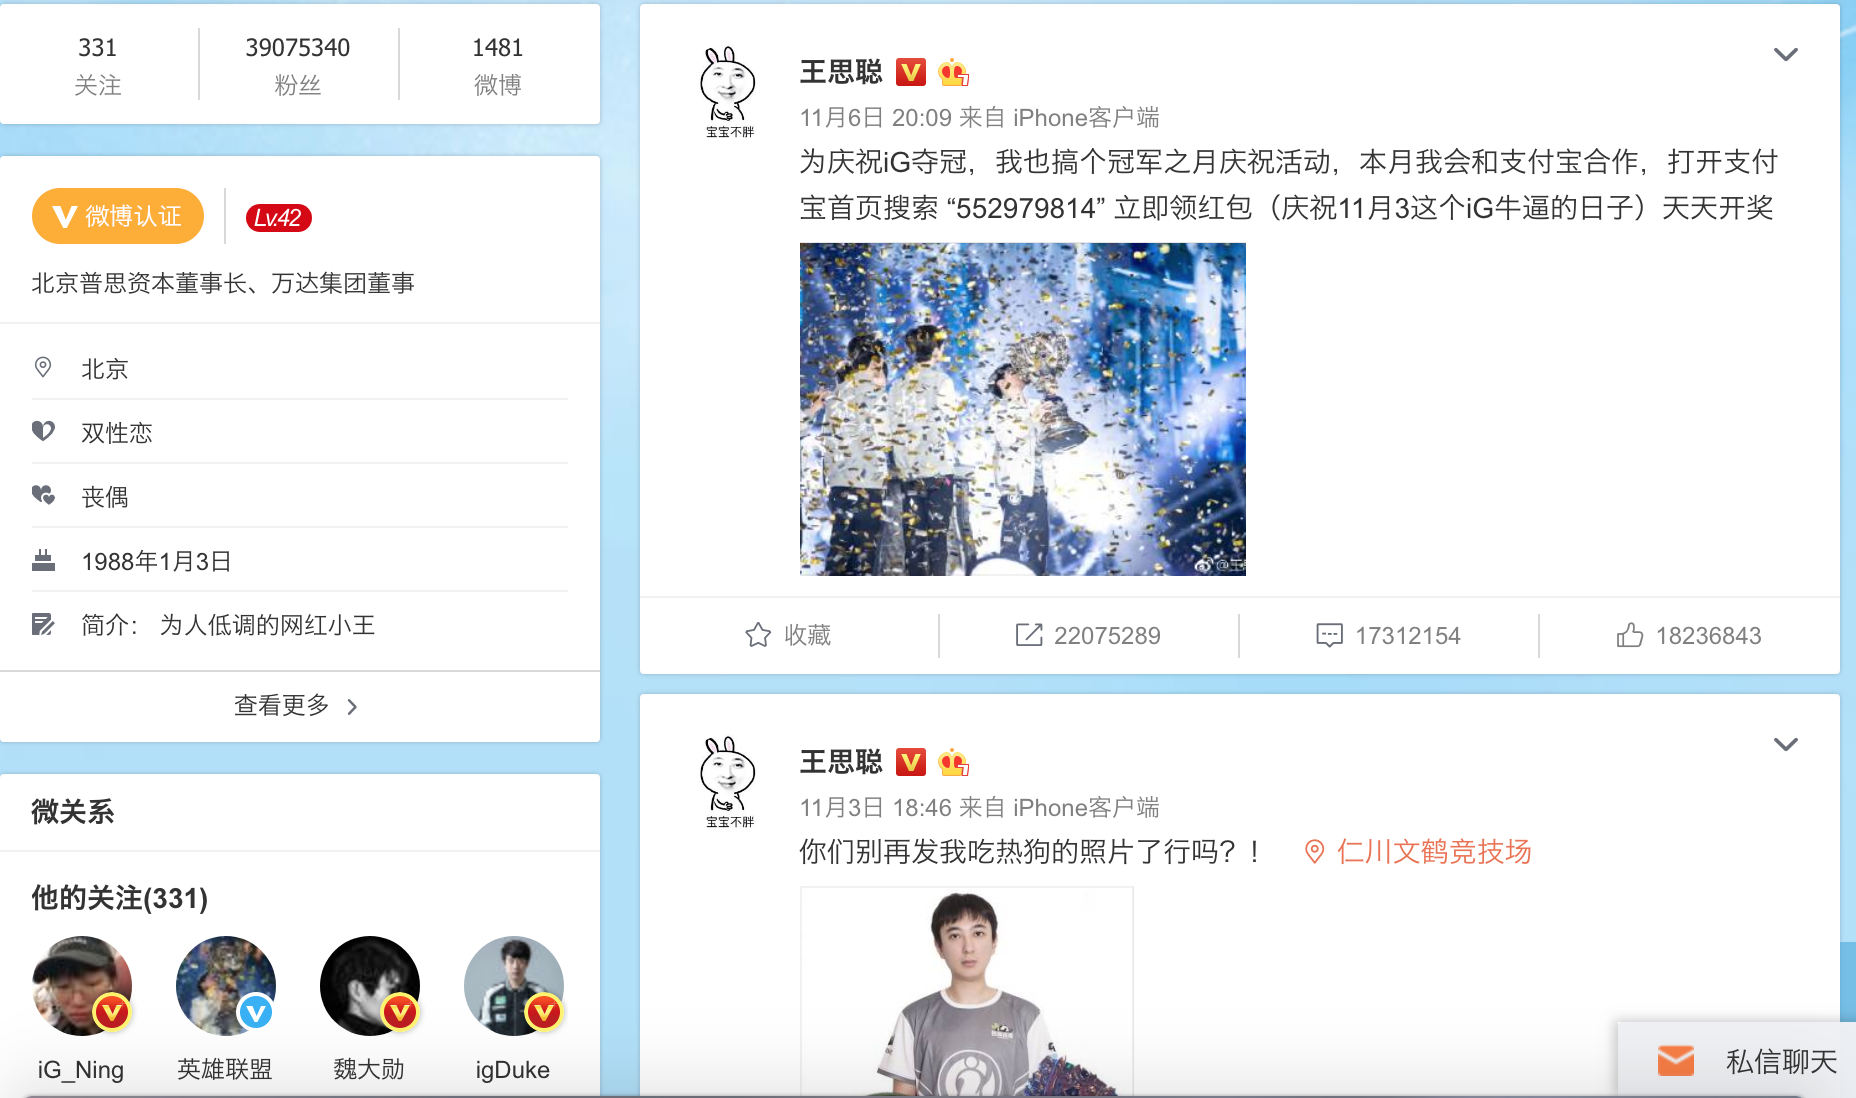 331
关注
39075340
粉丝
1481
微博
微博认证
Lv.42
北京普思资本董事长、万达集团董事
北京
双性恋
丧偶
1988年1月3日
简介： 为人低调的网红小王
查看更多
微关系
他的关注(331)
iG_Ning
英雄联盟
魏大勋
igDuke
宝宝不胖
王思聪
11月6日 20:09 来自 iPhone客户端
为庆祝iG夺冠，我也搞个冠军之月庆祝活动，本月我会和支付宝合作，打开支付
宝首页搜索 “552979814” 立即领红包（庆祝11月3这个iG牛逼的日子）天天开奖
收藏
22075289
17312154
18236843
宝宝不胖
王思聪
11月3日 18:46 来自 iPhone客户端
你们别再发我吃热狗的照片了行吗？！ 仁川文鹤竞技场
私信聊天